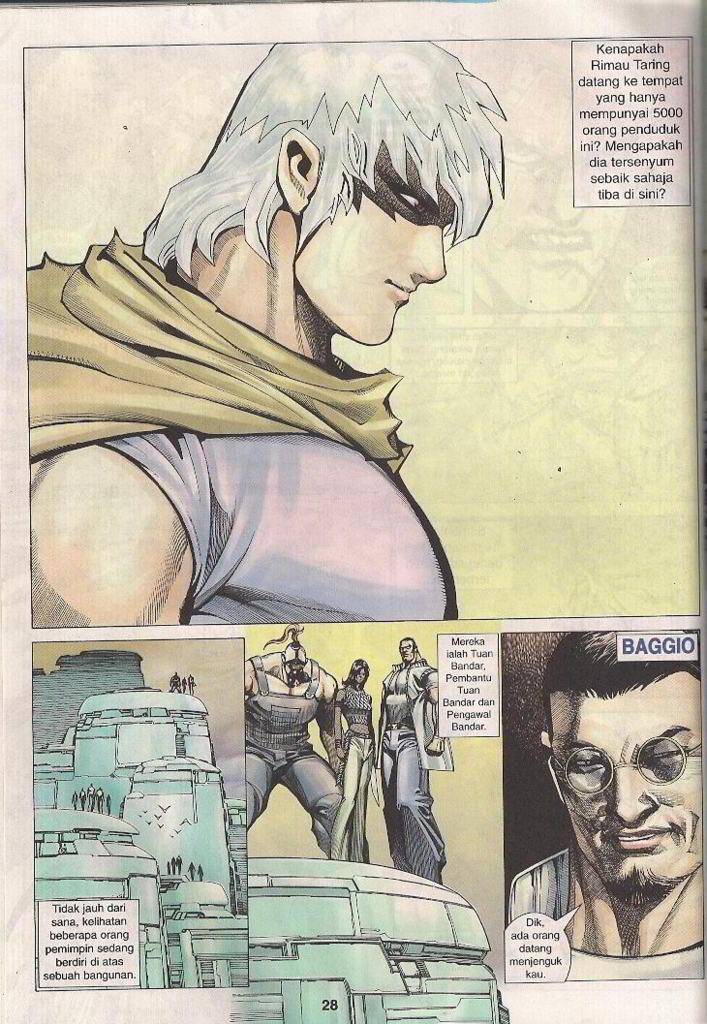 Kenapakah
Rimau Taring
datang ke tempat
yang hanya
mempunyai 5000
orang penduduk
ini? Mengapakah
dia tersenyum
sebaik sahaja
tiba di sini?
Tidak jauh dari
sana, kelihatan
beberapa orang
pemimpin sedang
berdiri di atas
sebuah bangunan.
Mereka
ialah Tuan
Bandar,
Pembantu
Tuan
Bandar dan
Pengawal
Bandar.
BAGGIO
Dik,
ada orang
datang
menjenguk
kau.
28